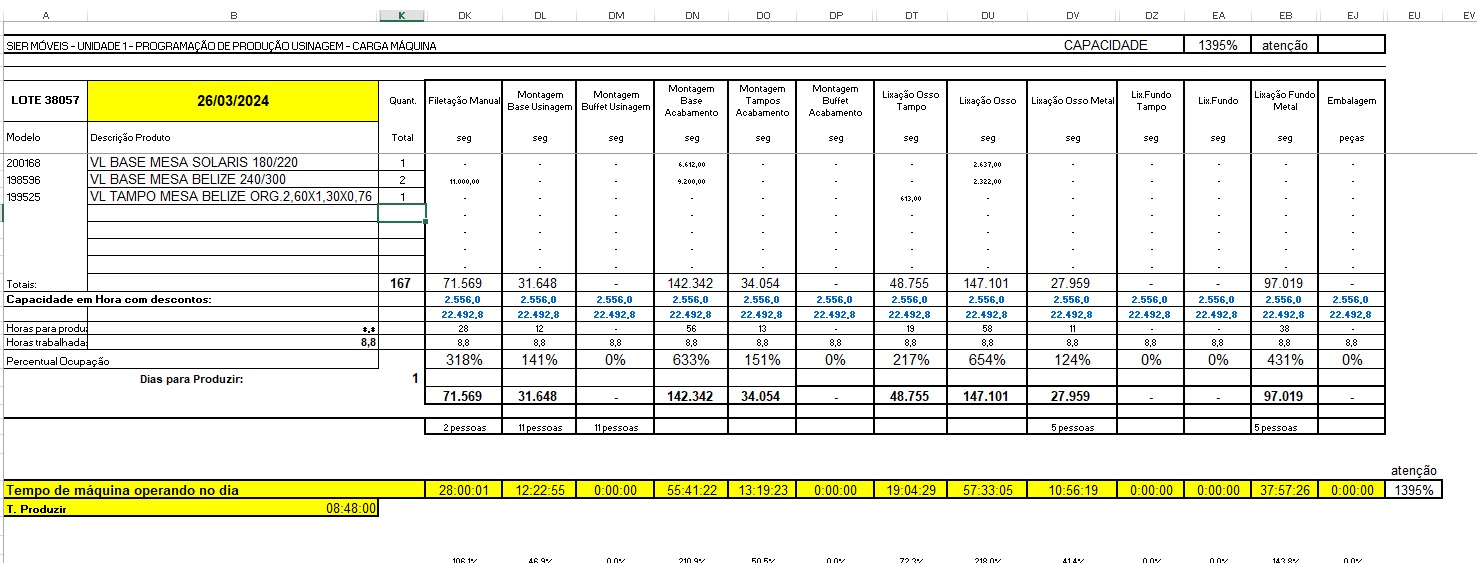 A B K DK DL DM DN DO DP DT DU DV DZ EA EB EJ EU EV
SIER MÓVEIS - UNIDADE 1 - PROGRAMAÇÃO DE PRODUÇÃO USINAGEM - CARGA MÁQUINA CAPACIDADE 1395% atenção
LOTE 38057 26/03/2024 Quant. Filetação Manual Montagem Base Usinagem Montagem Buffet Usinagem Montagem Base Acabamento Montagem Tampos Acabamento Montagem Buffet Acabamento Lixação Osso Tampo Lixação Osso Lixação Osso Metal Lix.Fundo Tampo Lix.Fundo Lixação Fundo Metal Embalagem
Modelo Descrição Produto Total seg seg seg seg seg seg seg seg seg seg seg seg peças
200168 VL BASE MESA SOLARIS 180/220 1 - - - 6.612,00 - - - 2.637,00 - - - - -
198596 VL BASE MESA BELIZE 240/300 2 11.000,00 - - 9.200,00 - - - 2.322,00 - - - - -
199525 VL TAMPO MESA BELIZE ORG.2,60X1,30X0,76 1 - - - - - - 613,00 - - - - - -
- - - - - - - - - - - - -
- - - - - - - - - - - - -
- - - - - - - - - - - - -
- - - - - - - - - - - - -
Totais: 167 71.569 31.648 - 142.342 34.054 - 48.755 147.101 27.959 - - 97.019 -
Capacidade em Hora com descontos: 2.556,0 2.556,0 2.556,0 2.556,0 2.556,0 2.556,0 2.556,0 2.556,0 2.556,0 2.556,0 2.556,0 2.556,0 2.556,0
22.492,8 22.492,8 22.492,8 22.492,8 22.492,8 22.492,8 22.492,8 22.492,8 22.492,8 22.492,8 22.492,8 22.492,8 22.492,8
Horas para produz *,* 28 12 - 56 13 - 19 58 11 - - 38 -
Horas trabalhadas 8,8 8,8 8,8 8,8 8,8 8,8 8,8 8,8 8,8 8,8 8,8 8,8 8,8 8,8
Percentual Ocupação 318% 141% 0% 633% 151% 0% 217% 654% 124% 0% 0% 431% 0%
Dias para Produzir: 1
71.569 31.648 - 142.342 34.054 - 48.755 147.101 27.959 - - 97.019 -
2 pessoas 11 pessoas 11 pessoas 5 pessoas 5 pessoas
atenção
Tempo de máquina operando no dia 28:00:01 12:22:55 0:00:00 55:41:22 13:19:23 0:00:00 19:04:29 57:33:05 10:56:19 0:00:00 0:00:00 37:57:26 0:00:00 1395%
T. Produzir 08:48:00
106,1% 46,9% 0,0% 210,9% 50,5% 0,0% 72,3% 218,0% 41,4% 0,0% 0,0% 143,8% 0,0%